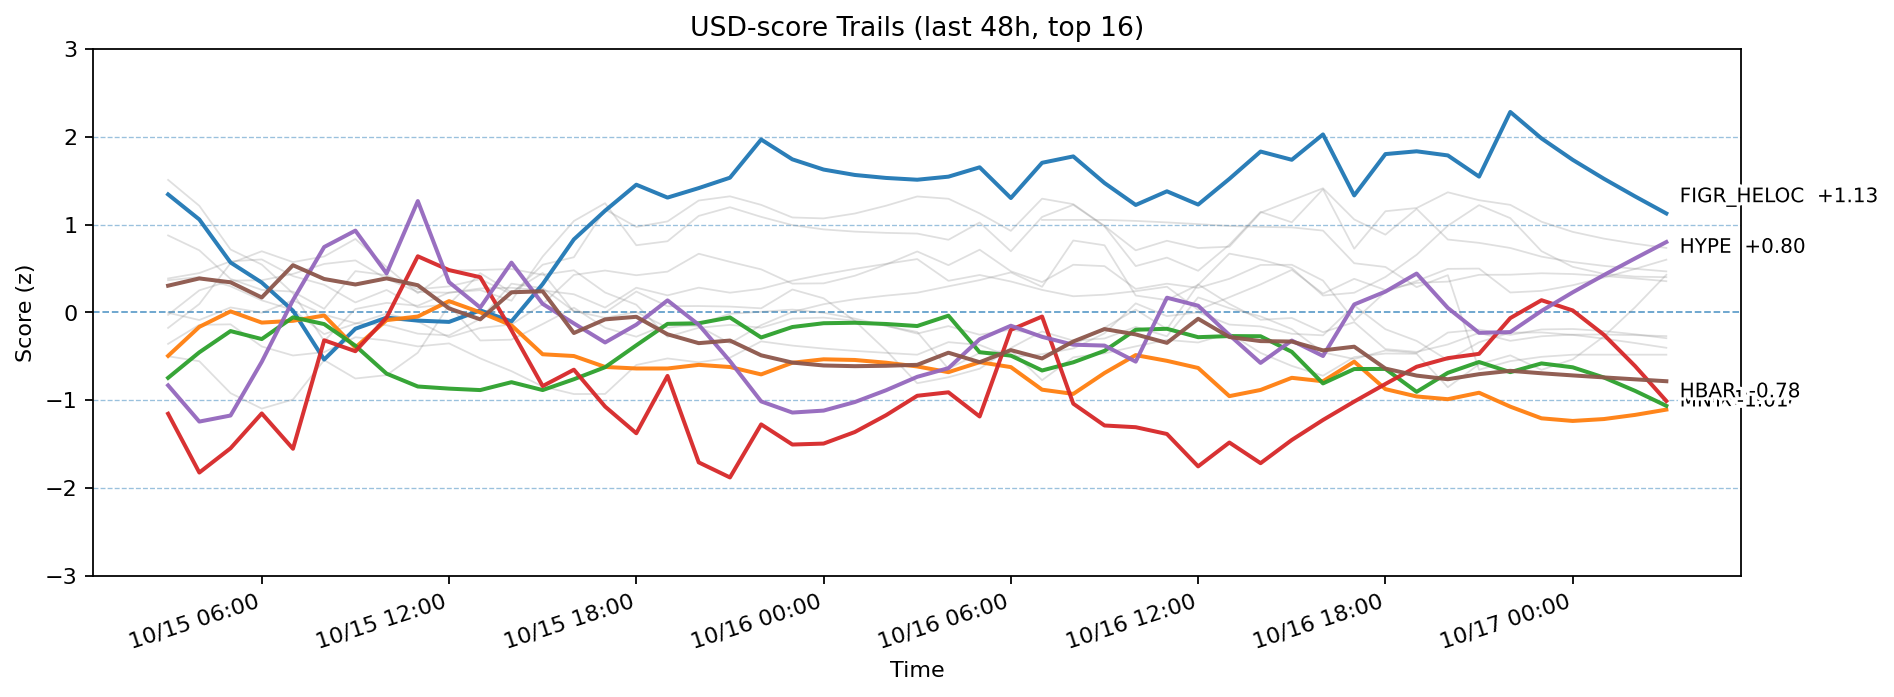 USD-score Trails (last 48h, top 16)
3
2
1
0
−1
−2
−3
Score (z)
FIGR_HELOC +1.13
HYPE +0.80
HBAR -0.78
10/15 06:00
10/15 12:00
10/15 18:00
10/16 00:00
10/16 06:00
10/16 12:00
10/16 18:00
10/17 00:00
Time